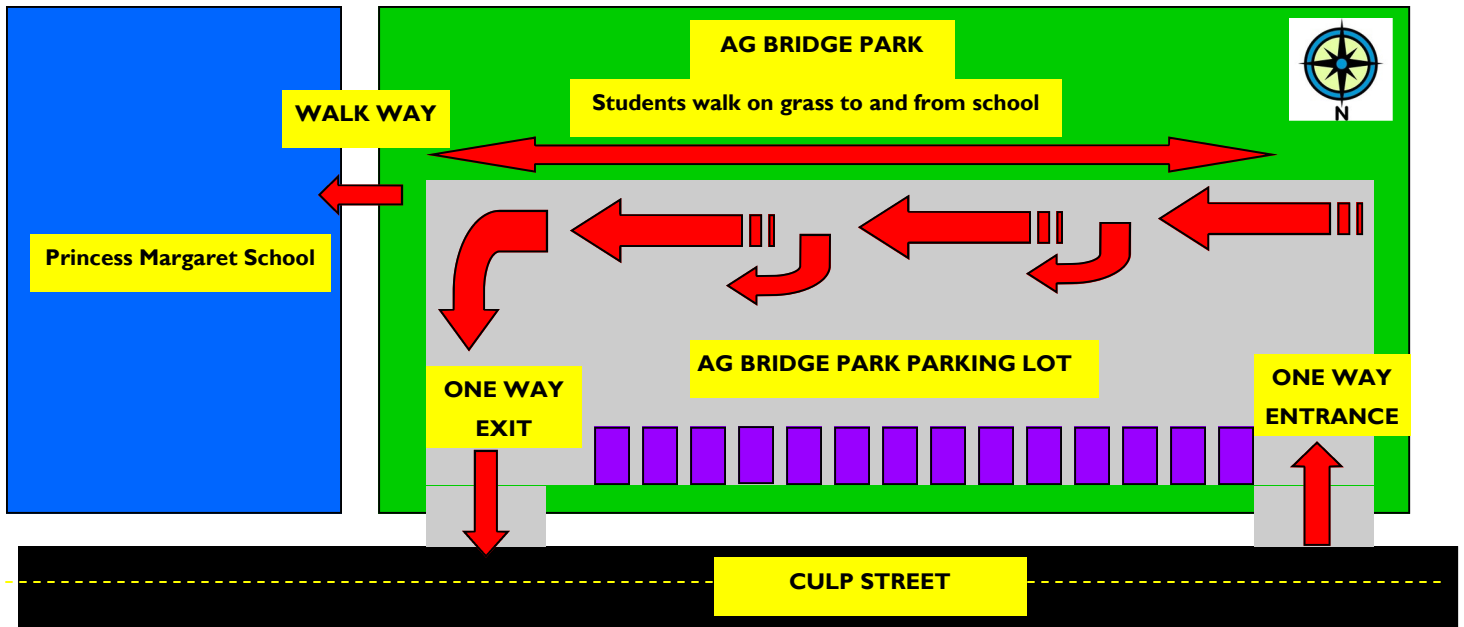 AG BRIDGE PARK
Students walk on grass to and from school
N
WALK WAY
Princess Margaret School
AG BRIDGE PARK PARKING LOT
ONE WAY
EXIT
ONE WAY
ENTRANCE
CULP STREET